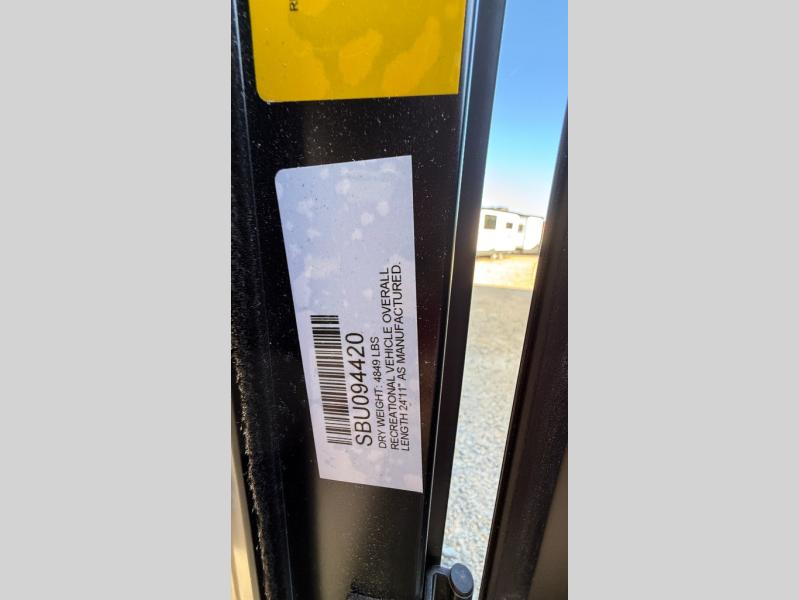 SBU094420
DRY WEIGHT: 4849 LBS
RECREATIONAL VEHICLE OVERALL
LENGTH 24'11" AS MANUFACTURED.